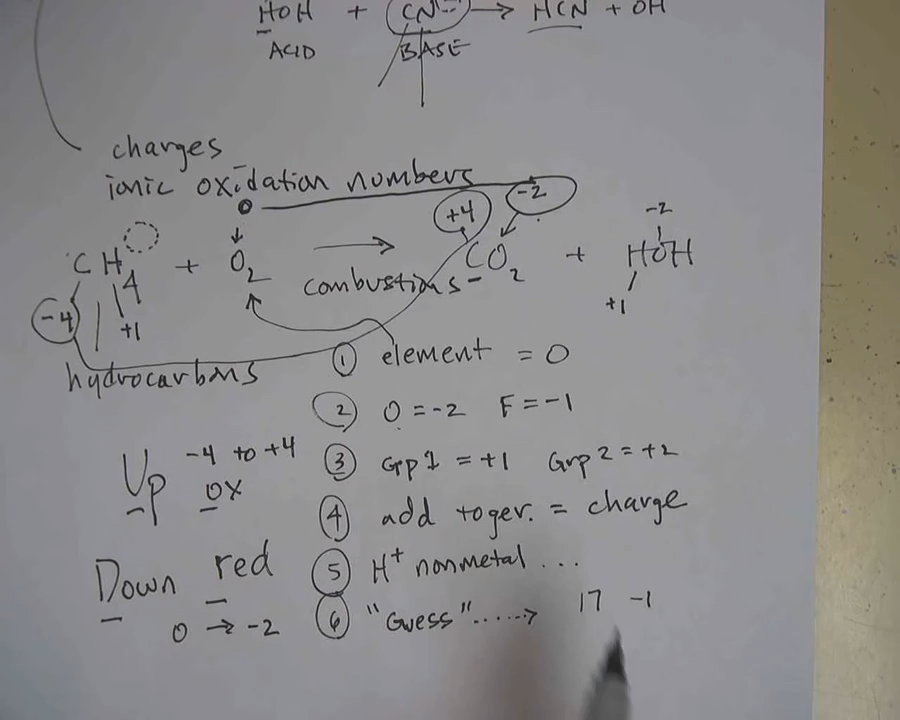 HOH + CN⁻ → HCN + OH
ACID BASE
charges
ionic oxidation numbers
0 +4 -2 -2
CH4 + O2 → CO2 + HOH
combustions
-4 +1 +1
hydrocarbons
① element = 0
② O = -2 F = -1
Up -4 to +4
ox
③ Gp 1 = +1 Grp 2 = +2
④ add toger. = charge
Down red
0 → -2
⑤ H+ nonmetal ...
⑥ "Guess" .....→ 17 -1